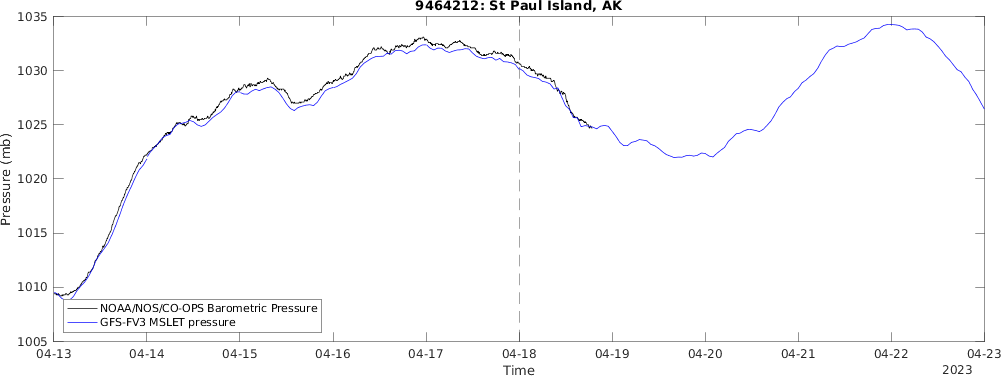 9464212: St Paul Island, AK
Pressure (mb)
1035
1030
1025
1020
1015
1010
1005
NOAA/NOS/CO-OPS Barometric Pressure
GFS-FV3 MSLET pressure
04-13 04-14 04-15 04-16 04-17 04-18 04-19 04-20 04-21 04-22 04-23
Time
2023